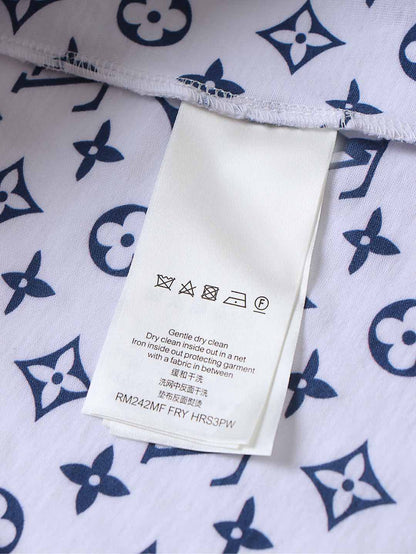 F
Gentle dry clean
Dry clean inside out in a net
Iron inside out protecting garment
with a fabric in between
缓和干洗
洗网中反面干洗
垫布反面熨烫
RM242MF FRY HRS3PW